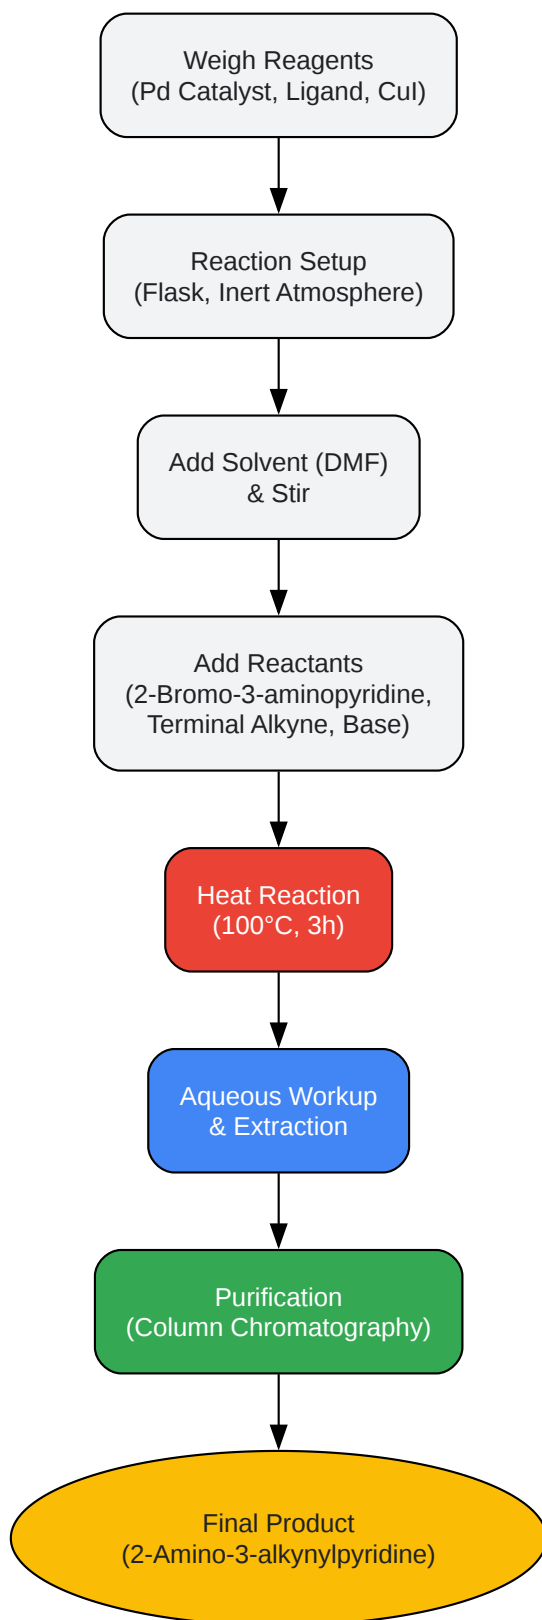 Weigh Reagents
(Pd Catalyst, Ligand, CuI)
Reaction Setup
(Flask, Inert Atmosphere)
Add Solvent (DMF)
& Stir
Add Reactants
(2-Bromo-3-aminopyridine,
Terminal Alkyne, Base)
Heat Reaction
(100°C, 3h)
Aqueous Workup
& Extraction
Purification
(Column Chromatography)
Final Product
(2-Amino-3-alkynylpyridine)